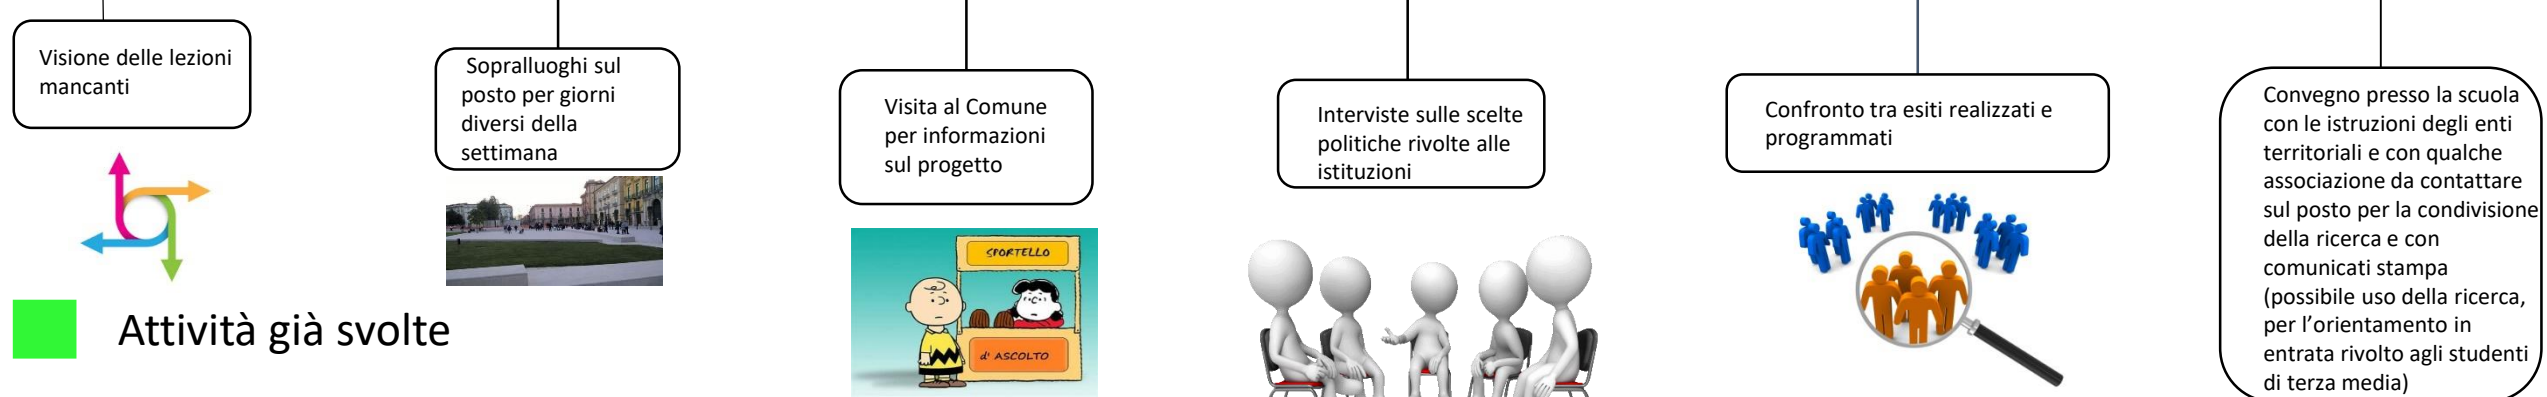 Visione delle lezioni
mancanti
Sopralluoghi sul
posto per giorni
diversi della
settimana
Visita al Comune
per informazioni
sul progetto
Interviste sulle scelte
politiche rivolte alle
istituzioni
Confronto tra esiti realizzati e
programmati
Convegno presso la scuola
con le istruzioni degli enti
territoriali e con qualche
associazione da contattare
sul posto per la condivisione
della ricerca e con
comunicati stampa
(possibile uso della ricerca,
per l’orientamento in
entrata rivolto agli studenti
di terza media)
SPORTELLO
d' ASCOLTO
Attività già svolte